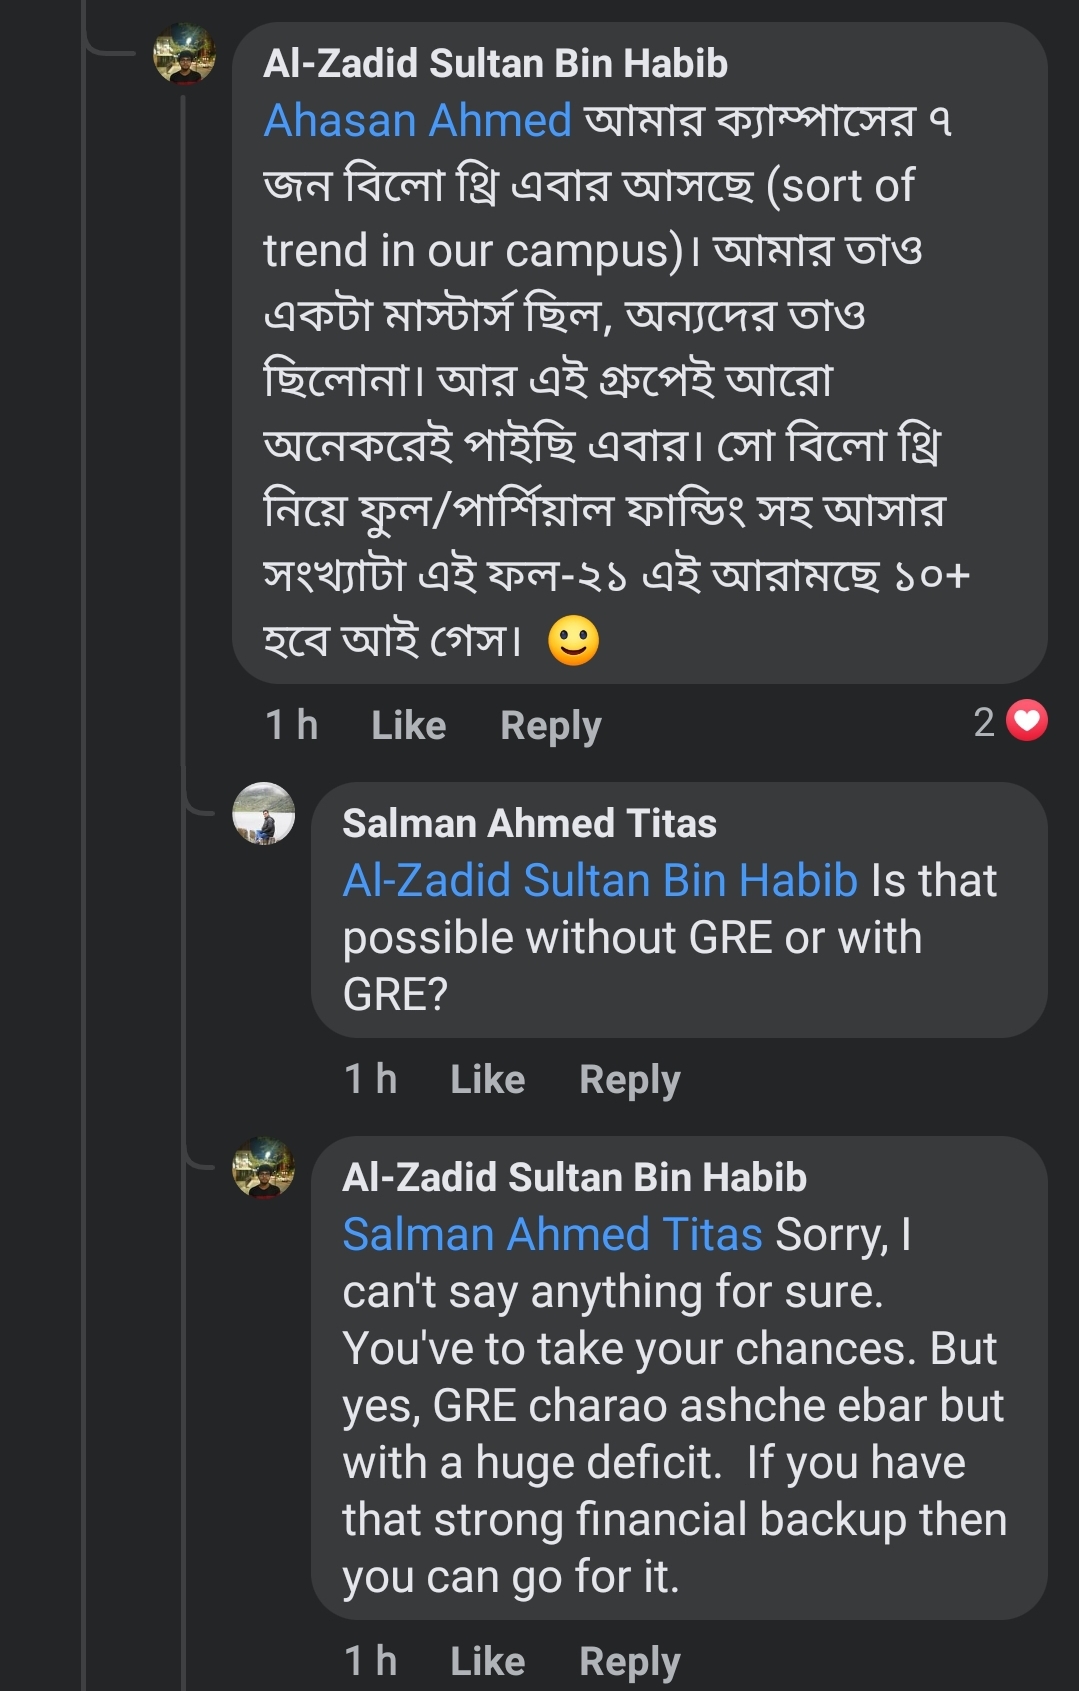 Al-Zadid Sultan Bin Habib
Ahasan Ahmed আমার ক্যাম্পাসের ৭
জন বিলো থ্রি এবার আসছে (sort of
trend in our campus)। আমার তাও
একটা মাস্টার্স ছিল, অন্যদের তাও
ছিলোনা। আর এই গ্রুপেই আরো
অনেকরেই পাইছি এবার। সো বিলো থ্রি
নিয়ে ফুল/পার্শিয়াল ফান্ডিং সহ আসার
সংখ্যাটা এই ফল-২১ এই আরামছে ১০+
হবে আই গেস। 🙂
1 h Like Reply 2
Salman Ahmed Titas
Al-Zadid Sultan Bin Habib Is that
possible without GRE or with
GRE?
1 h Like Reply
Al-Zadid Sultan Bin Habib
Salman Ahmed Titas Sorry, I
can't say anything for sure.
You've to take your chances. But
yes, GRE charao ashche ebar but
with a huge deficit. If you have
that strong financial backup then
you can go for it.
1 h Like Reply